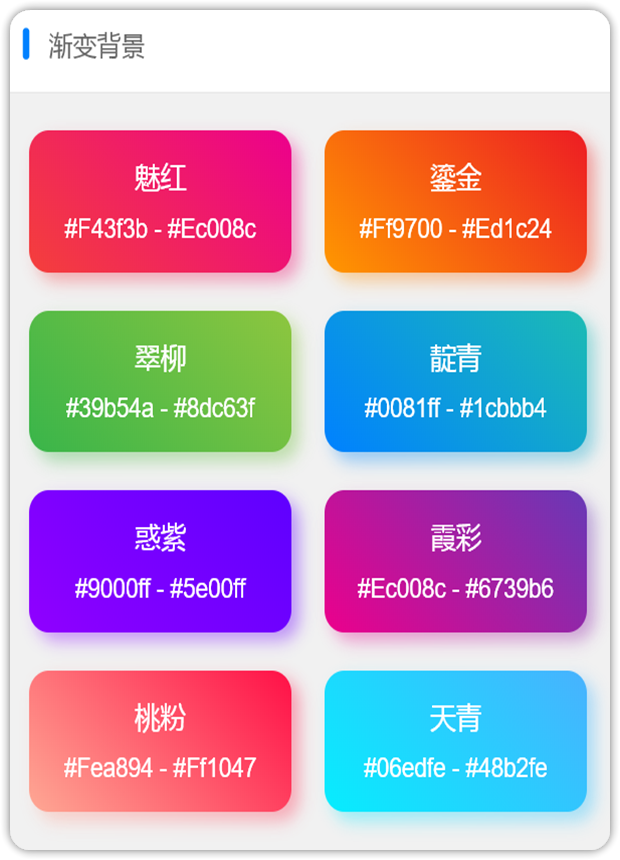 渐变背景
魅红
#F43f3b - #Ec008c
鎏金
#Ff9700 - #Ed1c24
翠柳
#39b54a - #8dc63f
靛青
#0081ff - #1cbbb4
惑紫
#9000ff - #5e00ff
霞彩
#Ec008c - #6739b6
桃粉
#Fea894 - #Ff1047
天青
#06edfe - #48b2fe